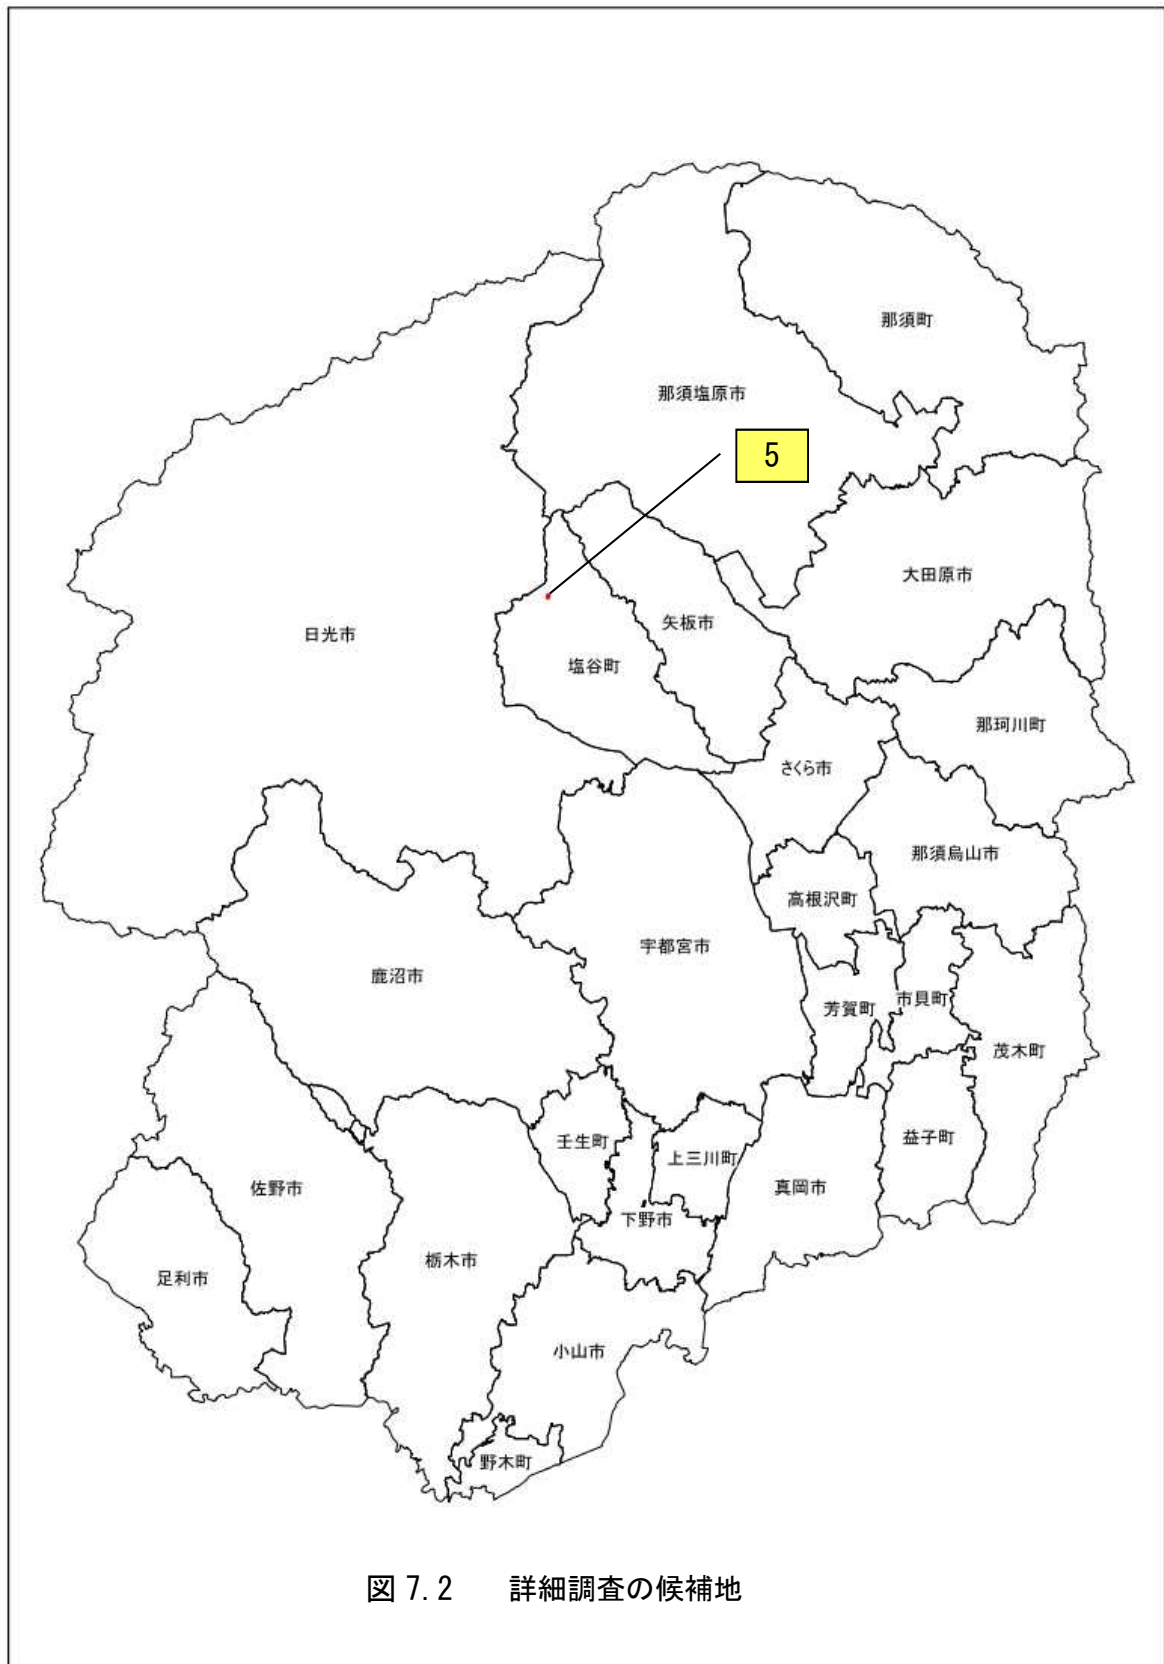 那須町
那須塩原市
5
大田原市
矢板市
日光市
塩谷町
那珂川町
さくら市
那須烏山市
高根沢町
宇都宮市
鹿沼市
市貝町
芳賀町
茂木町
益子町
壬生町
上三川町
真岡市
佐野市
下野市
栃木市
足利市
小山市
野木町
図 7.2 詳細調査の候補地